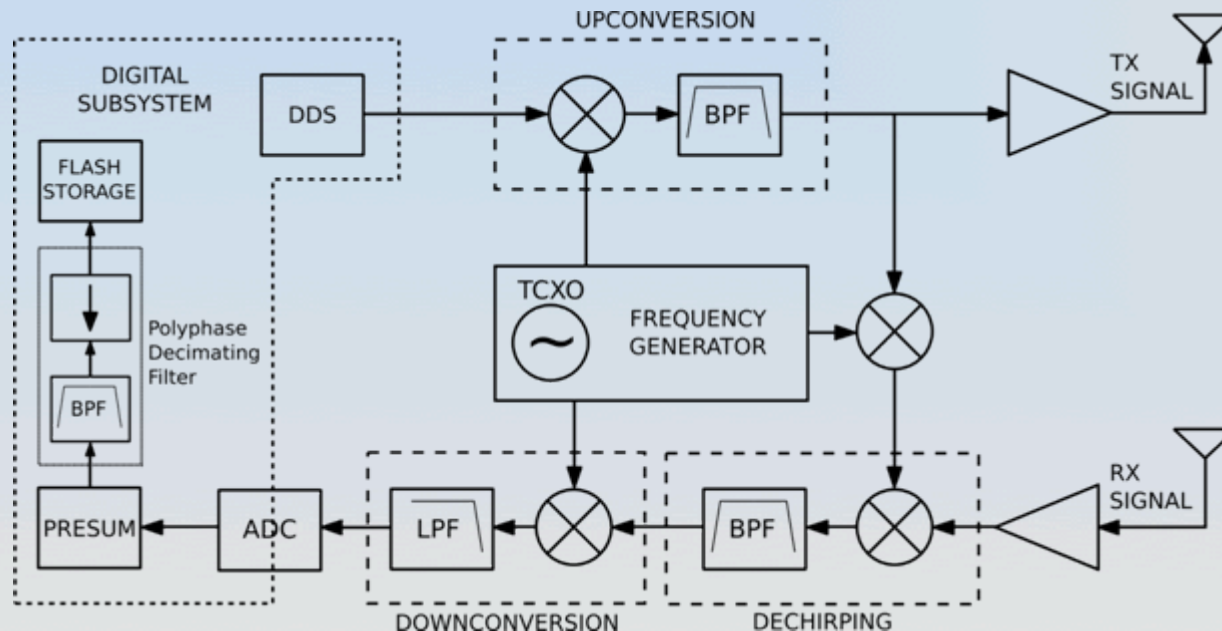 UPCONVERSION
DIGITAL
SUBSYSTEM
DDS
BPF
TX
SIGNAL
FLASH
STORAGE
TCXO
FREQUENCY
GENERATOR
Polyphase
Decimating
Filter
BPF
RX
SIGNAL
PRESUM
ADC
LPF
BPF
DOWNCONVERSION
DECHIRPING